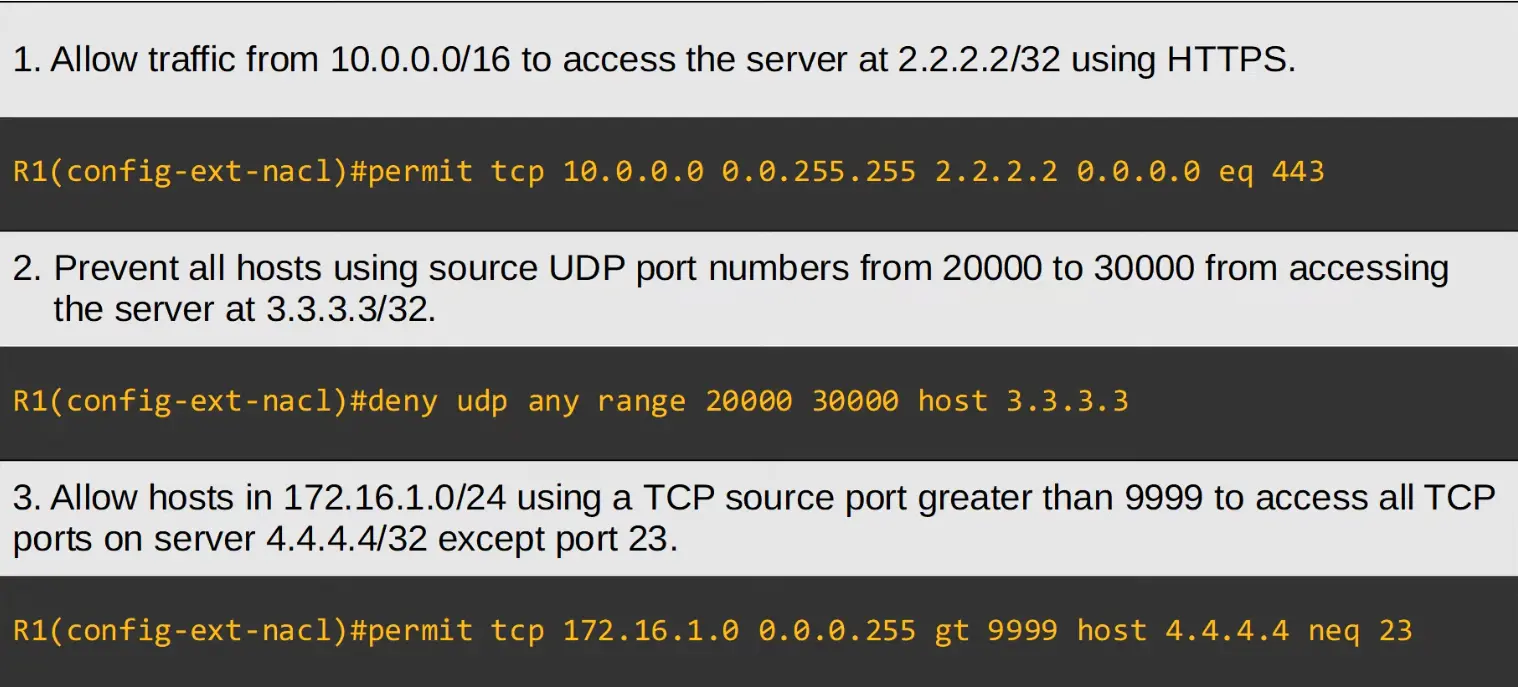 1. Allow traffic from 10.0.0.0/16 to access the server at 2.2.2.2/32 using HTTPS.
R1(config-ext-nacl)#permit tcp 10.0.0.0 0.0.255.255 2.2.2.2 0.0.0.0 eq 443
2. Prevent all hosts using source UDP port numbers from 20000 to 30000 from accessing
the server at 3.3.3.3/32.
R1(config-ext-nacl)#deny udp any range 20000 30000 host 3.3.3.3
3. Allow hosts in 172.16.1.0/24 using a TCP source port greater than 9999 to access all TCP
ports on server 4.4.4.4/32 except port 23.
R1(config-ext-nacl)#permit tcp 172.16.1.0 0.0.0.255 gt 9999 host 4.4.4.4 neq 23